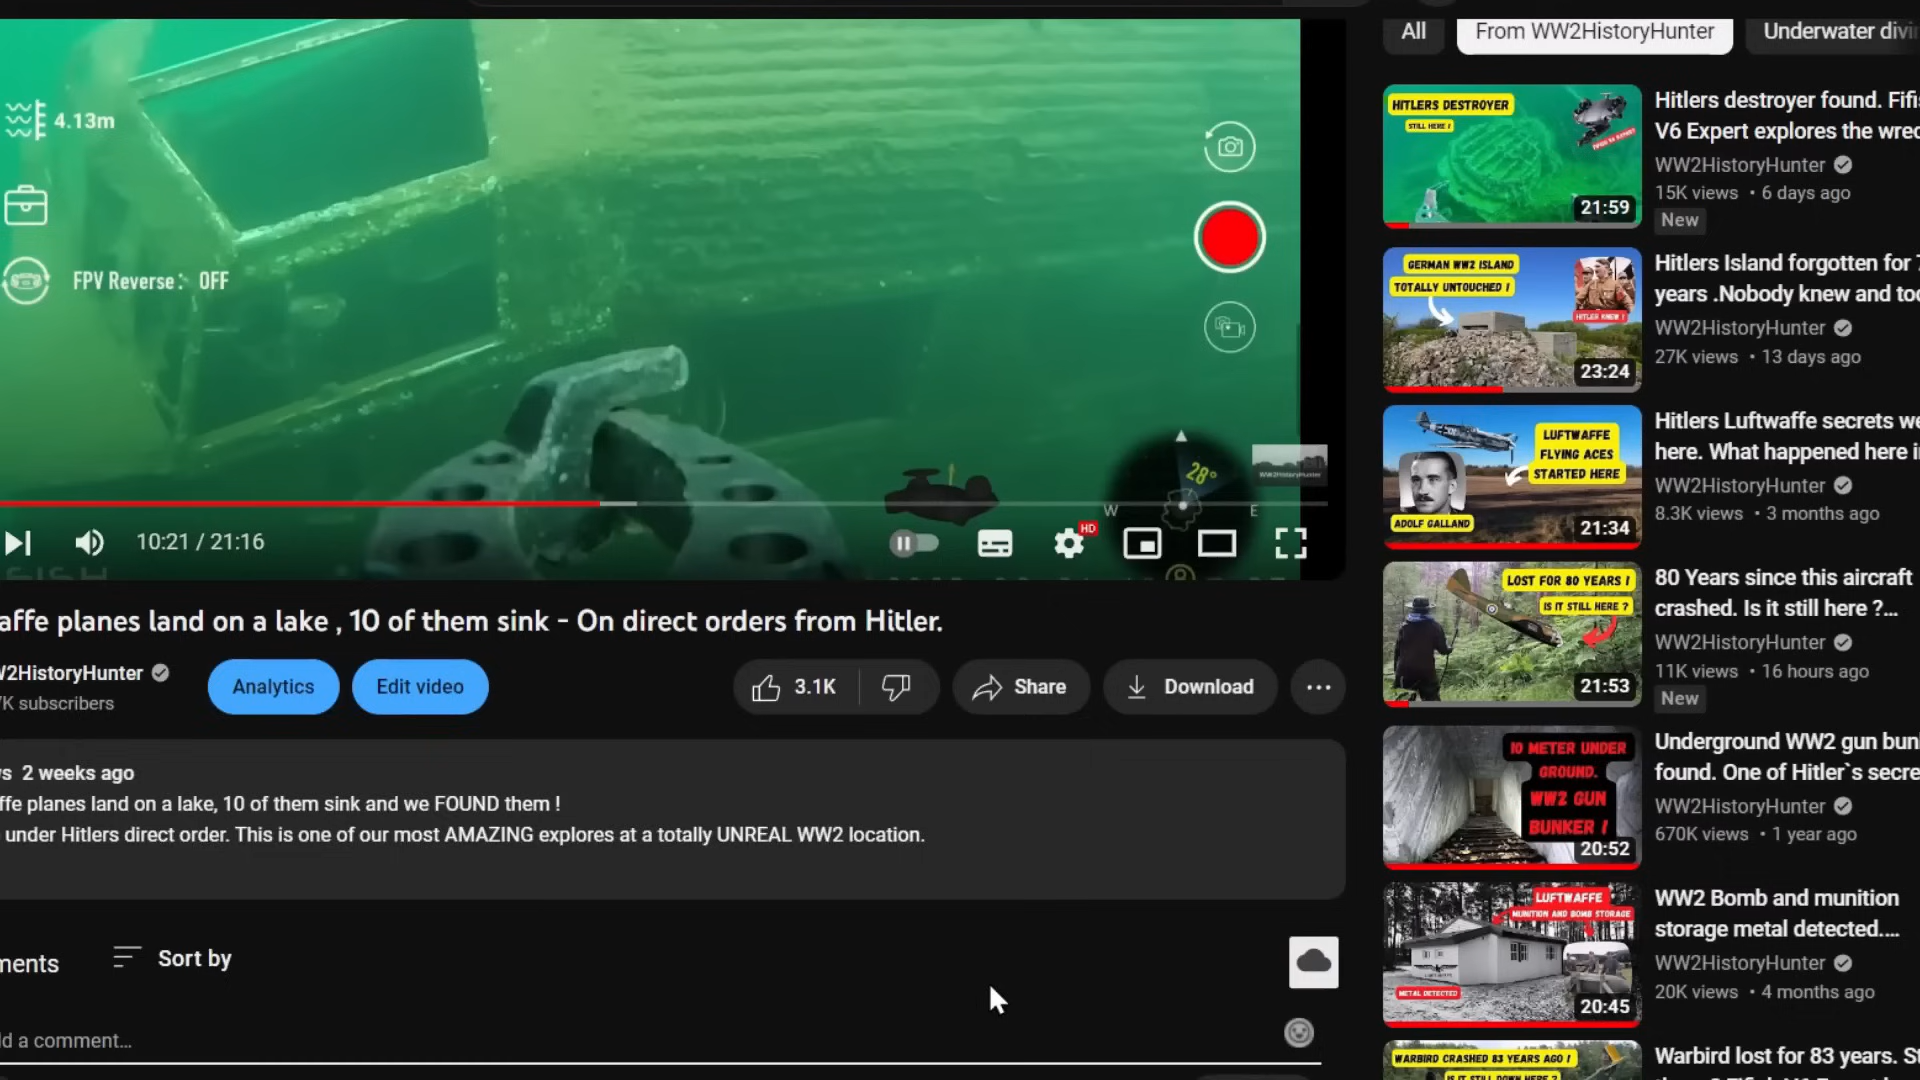 All
From WW2HistoryHunter
Underwater divi
4.13m
FPV Reverse: OFF
28°
W
E
HD
10:21 / 21:16
affe planes land on a lake , 10 of them sink - On direct orders from Hitler.
W2HistoryHunter
K subscribers
Analytics
Edit video
3.1K
Share
Download
s 2 weeks ago
ffe planes land on a lake, 10 of them sink and we FOUND them !
under Hitlers direct order. This is one of our most AMAZING explores at a totally UNREAL WW2 location.
ments
Sort by
d a comment...
HITLERS DESTROYER
STILL HERE !
21:59
Hitlers destroyer found. Fifis
V6 Expert explores the wrec
WW2HistoryHunter
15K views • 6 days ago
New
GERMAN WW2 ISLAND
TOTALLY UNTOUCHED !
HITLER KNEW !
23:24
Hitlers Island forgotten for 7
years .Nobody knew and too
WW2HistoryHunter
27K views • 13 days ago
LUFTWAFFE
FLYING ACES
STARTED HERE
ADOLF GALLAND
21:34
Hitlers Luftwaffe secrets we
here. What happened here i
WW2HistoryHunter
8.3K views • 3 months ago
LOST FOR 80 YEARS !
IS IT STILL HERE ?
21:53
80 Years since this aircraft
crashed. Is it still here ?...
WW2HistoryHunter
11K views • 16 hours ago
New
10 METER UNDER
GROUND.
WW2 GUN
BUNKER !
20:52
Underground WW2 gun bun
found. One of Hitler`s secre
WW2HistoryHunter
670K views • 1 year ago
LUFTWAFFE
MUNITION AND BOMB STORAGE
METAL DETECTED
20:45
WW2 Bomb and munition
storage metal detected....
WW2HistoryHunter
20K views • 4 months ago
WARBIRD CRASHED 83 YEARS AGO !
IS IT STILL DOWN HERE ?
Warbird lost for 83 years. St